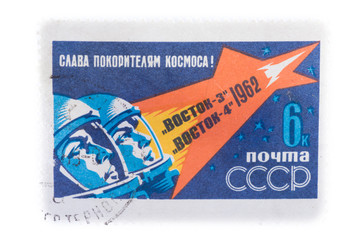 СЛАВА ПОКОРИТЕЛЯМ КОСМОСА!
„ВОСТОК-3"
„ВОСТОК-4" 1962
6к
почта
СССР